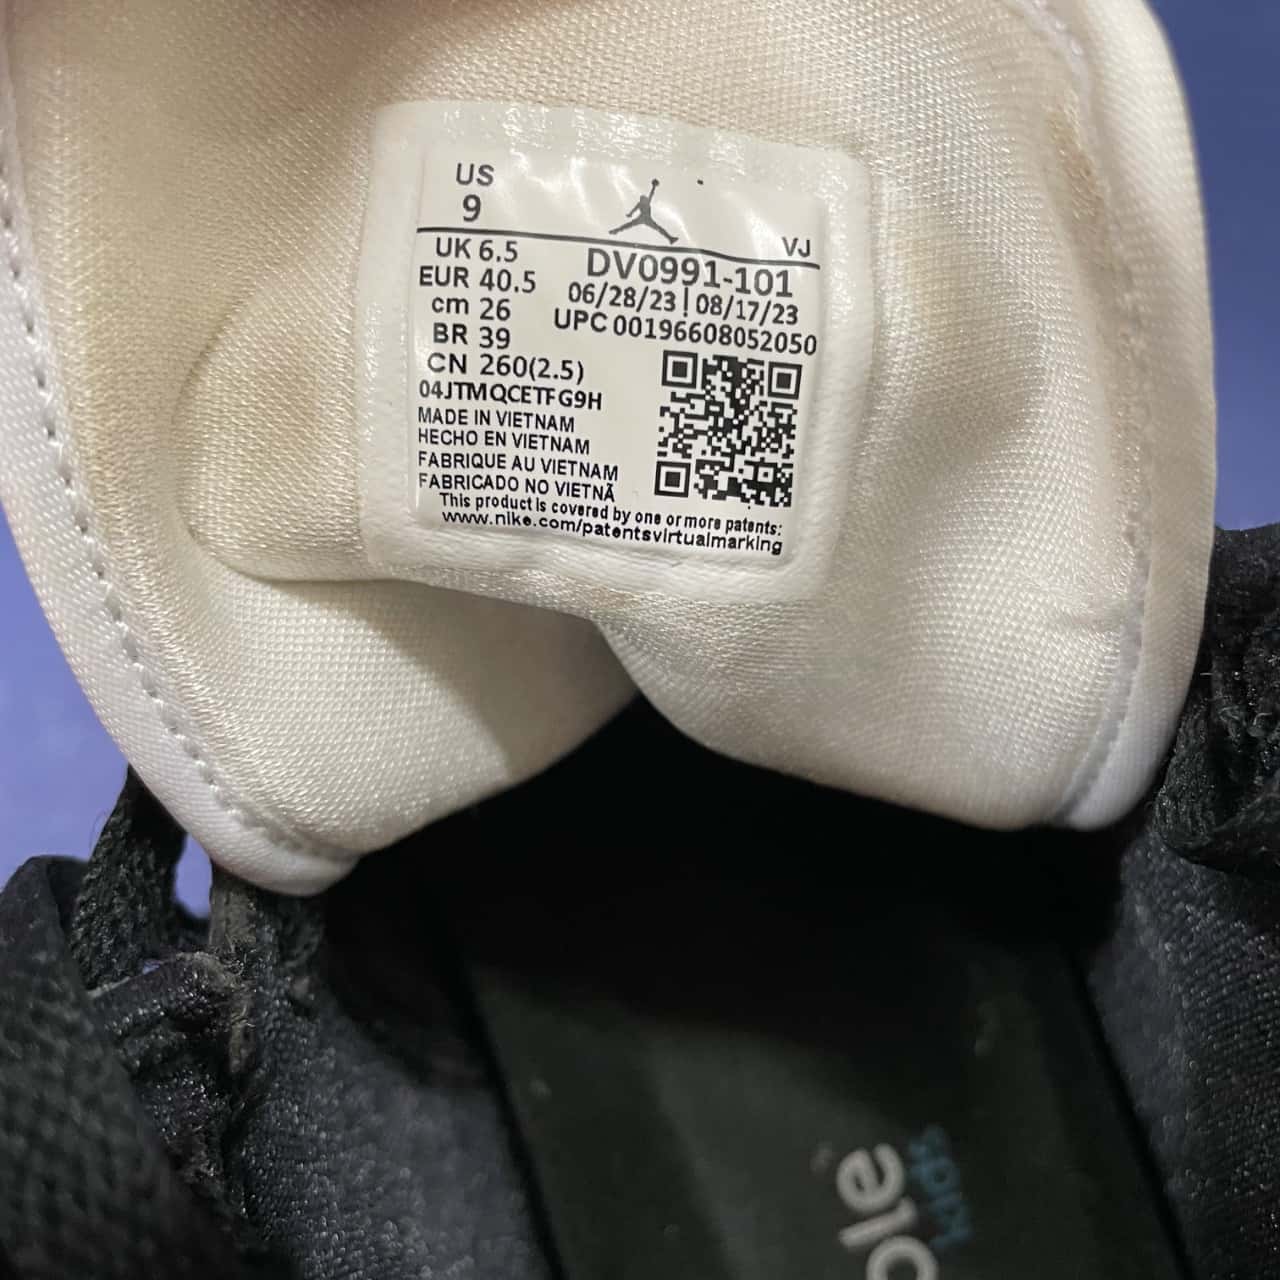 US
9
VJ
UK 6.5
EUR 40.5
cm 26
BR 39
CN 260(2.5)
DV0991-101
06/28/23 | 08/17/23
UPC 00196608052050
04JTMQCETFG9H
MADE IN VIETNAM
HECHO EN VIETNAM
FABRIQUE AU VIETNAM
FABRICADO NO VIETNÃ
This product is covered by one or more patents:
www.nike.com/patentsvirtualmarking
kids